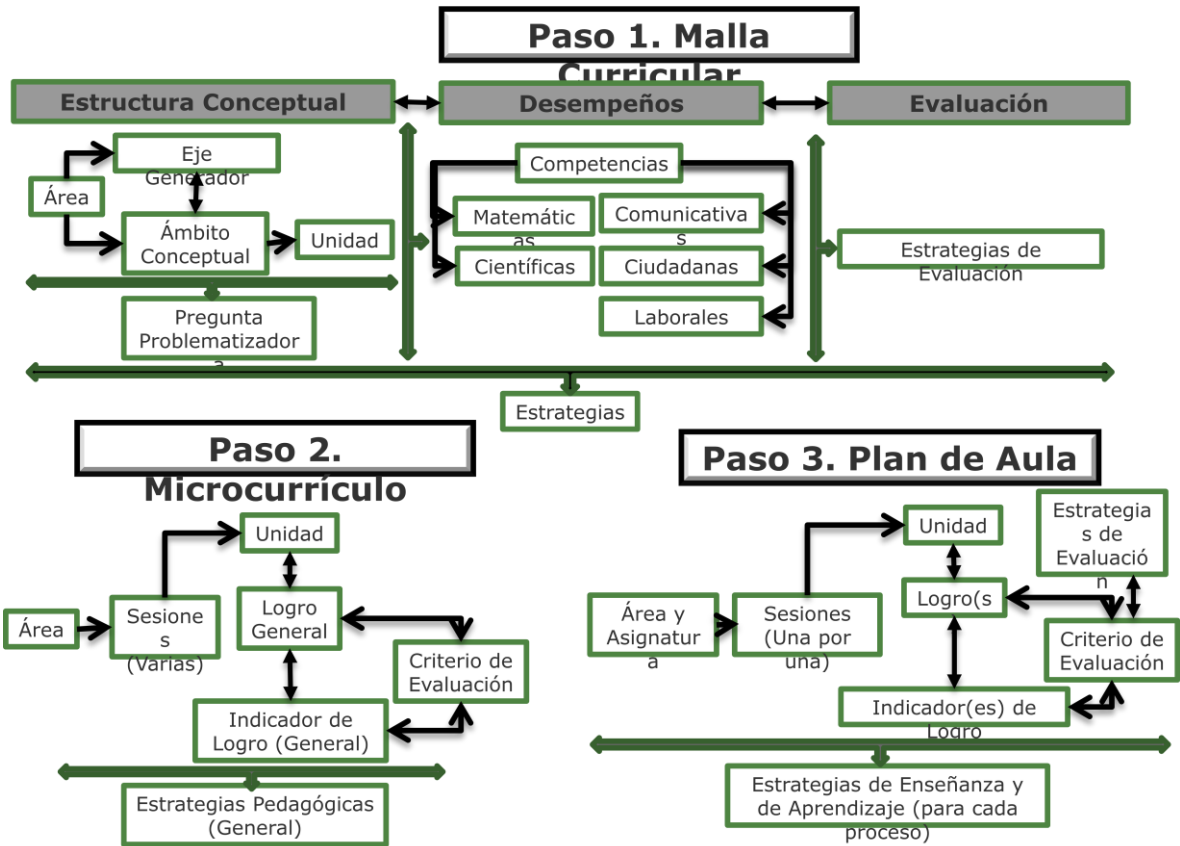 Paso 1. Malla
Curricular
Estructura Conceptual
Desempeños
Evaluación
Eje
Generador
Área
Ámbito
Conceptual
Unidad
Pregunta
Problematizador
a
Competencias
Matemátic
as
Comunicativa
s
Científicas
Ciudadanas
Laborales
Estrategias de
Evaluación
Estrategias
Paso 2.
Microcurrículo
Unidad
Área
Sesione
s
(Varias)
Logro
General
Criterio de
Evaluación
Indicador de
Logro (General)
Estrategias Pedagógicas
(General)
Paso 3. Plan de Aula
Unidad
Estrategia
s de
Evaluació
n
Área y
Asignatur
a
Sesiones
(Una por
una)
Logro(s
Criterio de
Evaluación
Indicador(es) de
Logro
Estrategias de Enseñanza y
de Aprendizaje (para cada
proceso)